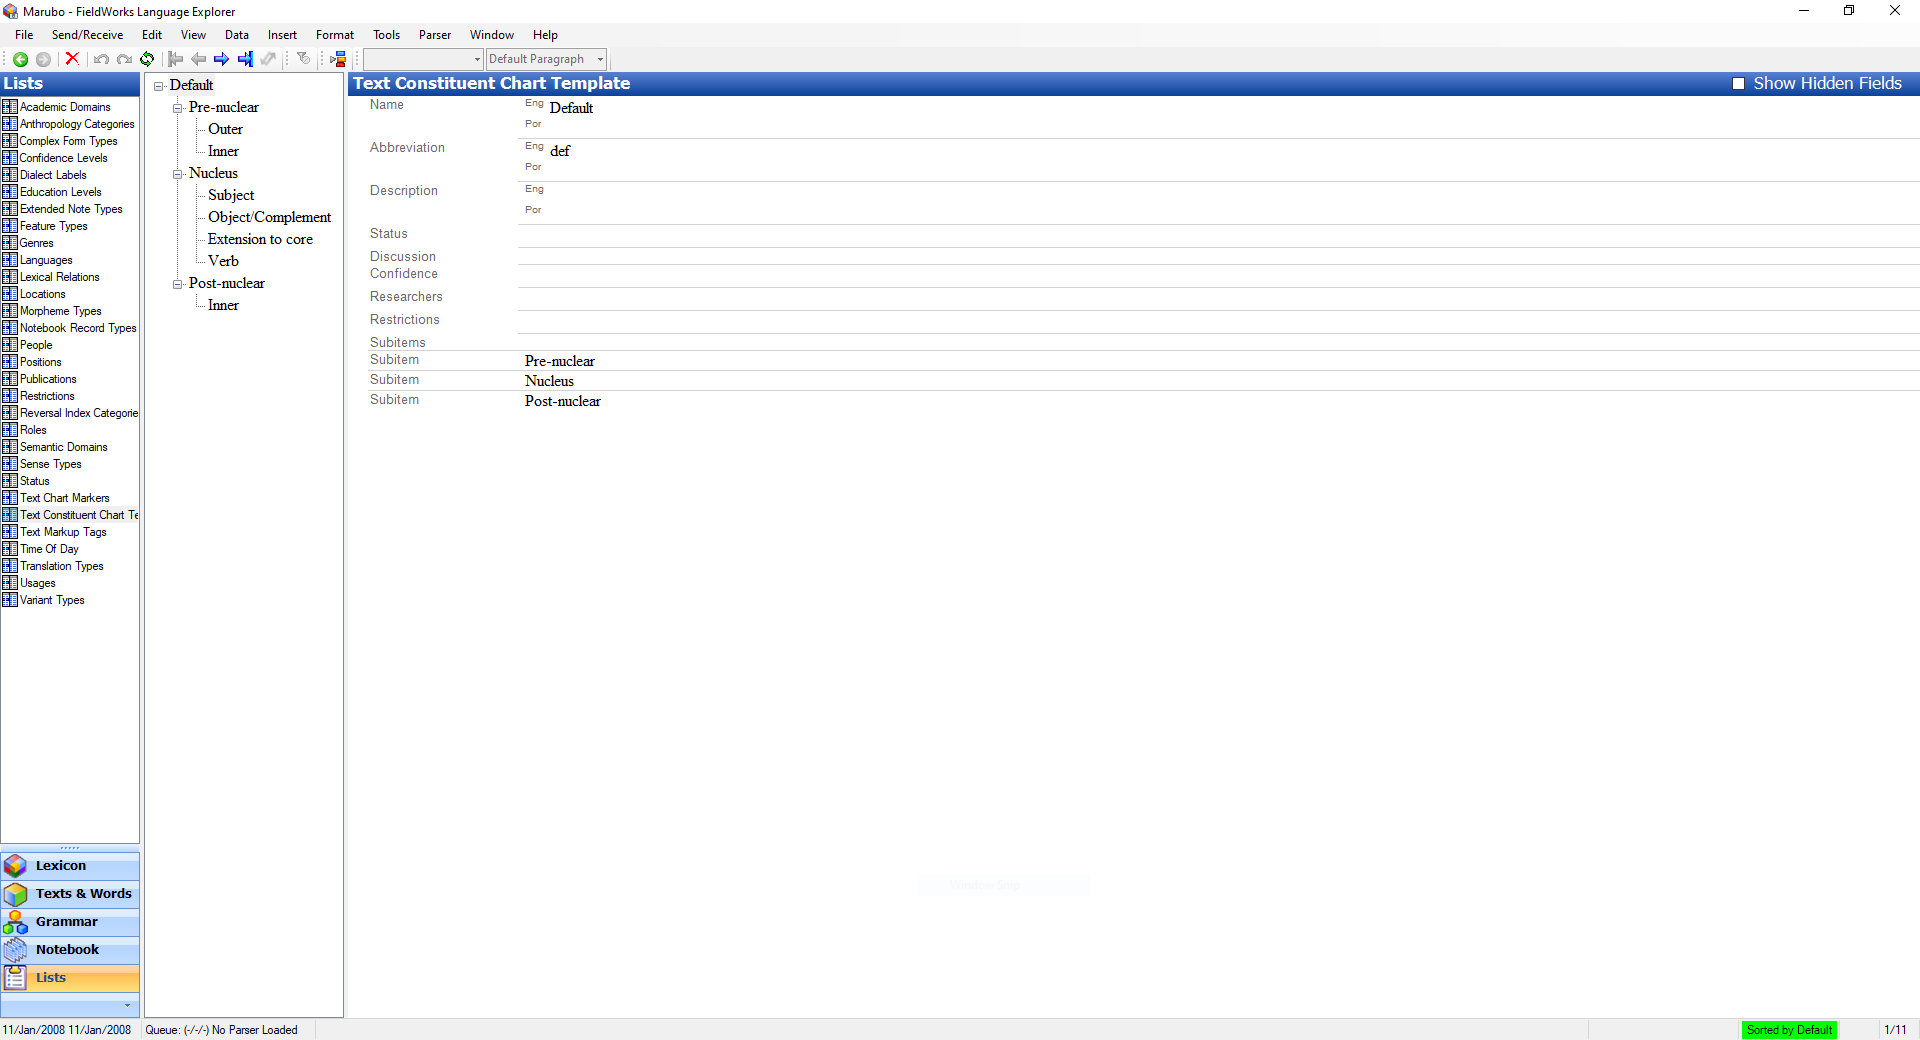 Marubo - FieldWorks Language Explorer
File Send/Receive Edit View Data Insert Format Tools Parser Window Help
Default Paragraph
Lists
Academic Domains
Anthropology Categories
Complex Form Types
Confidence Levels
Dialect Labels
Education Levels
Extended Note Types
Feature Types
Genres
Languages
Lexical Relations
Locations
Morpheme Types
Notebook Record Types
People
Positions
Publications
Restrictions
Reversal Index Categorie
Roles
Semantic Domains
Sense Types
Status
Text Chart Markers
Text Constituent Chart Te
Text Markup Tags
Time Of Day
Translation Types
Usages
Variant Types
Lexicon
Texts & Words
Grammar
Notebook
Lists
Default
Pre-nuclear
Outer
Inner
Nucleus
Subject
Object/Complement
Extension to core
Verb
Post-nuclear
Inner
Text Constituent Chart Template
Show Hidden Fields
Name Eng Default
Por
Abbreviation Eng def
Por
Description Eng
Por
Status
Discussion
Confidence
Researchers
Restrictions
Subitems
Subitem Pre-nuclear
Subitem Nucleus
Subitem Post-nuclear
11/Jan/2008 11/Jan/2008 Queue: (-/-/-) No Parser Loaded
Sorted by Default
1/11